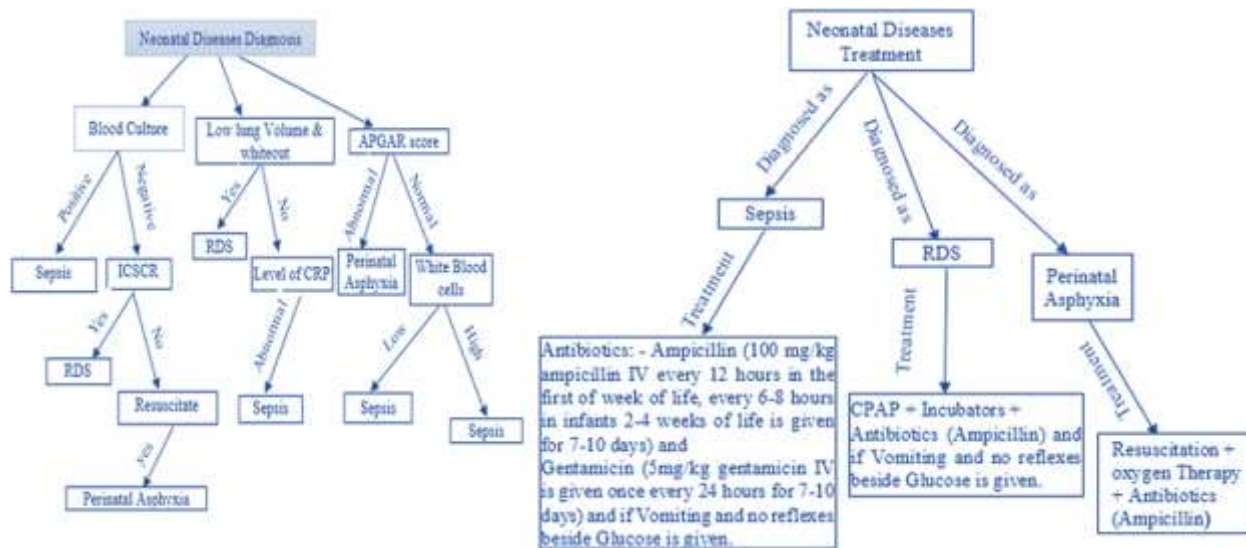 Neonatal Diseases Diagnosis
Blood Culture
Low lung Volume &
whiteout
APGAR score
Positive
Negative
Yes
No
Abnormal
Normal
Sepsis
ICSCR
RDS
Level of CRP
Perinatal
Asphyxia
White Blood
cells
Yes
No
Abnormal
Low
High
RDS
Resuscitate
Sepsis
Sepsis
Sepsis
yes
Perinatal Asphyxia
Neonatal Diseases
Treatment
Diagnosed as
Diagnosed as
Diagnosed as
Sepsis
RDS
Perinatal
Asphyxia
Treatment
Treatment
Treatment
Antibiotics: - Ampicillin (100 mg/kg
ampicillin IV every 12 hours in the
first of week of life, every 6-8 hours
in infants 2-4 weeks of life is given
for 7-10 days) and
Gentamicin (5mg/kg gentamicin IV
is given once every 24 hours for 7-10
days) and if Vomiting and no reflexes
beside Glucose is given.
CPAP + Incubators +
Antibiotics (Ampicillin) and
if Vomiting and no reflexes
beside Glucose is given.
Resuscitation +
oxygen Therapy
+ Antibiotics
(Ampicillin)